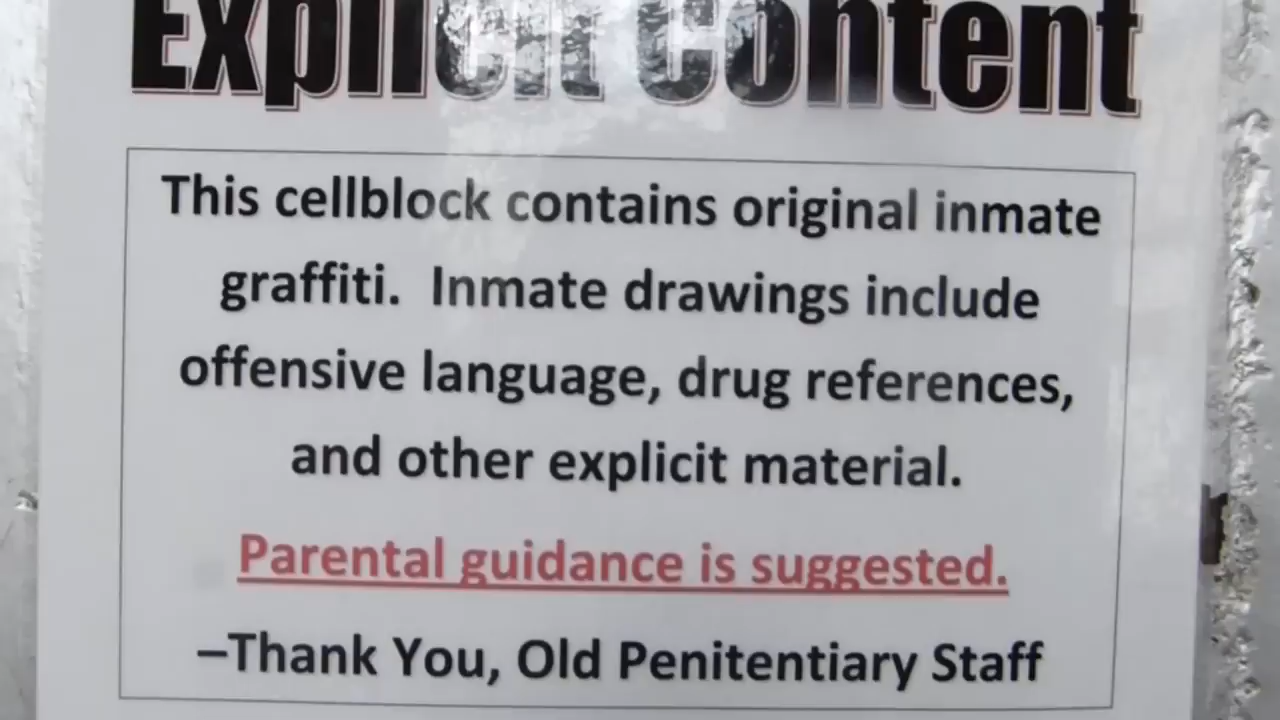 Explicit Content
This cellblock contains original inmate
graffiti. Inmate drawings include
offensive language, drug references,
and other explicit material.
Parental guidance is suggested.
–Thank You, Old Penitentiary Staff